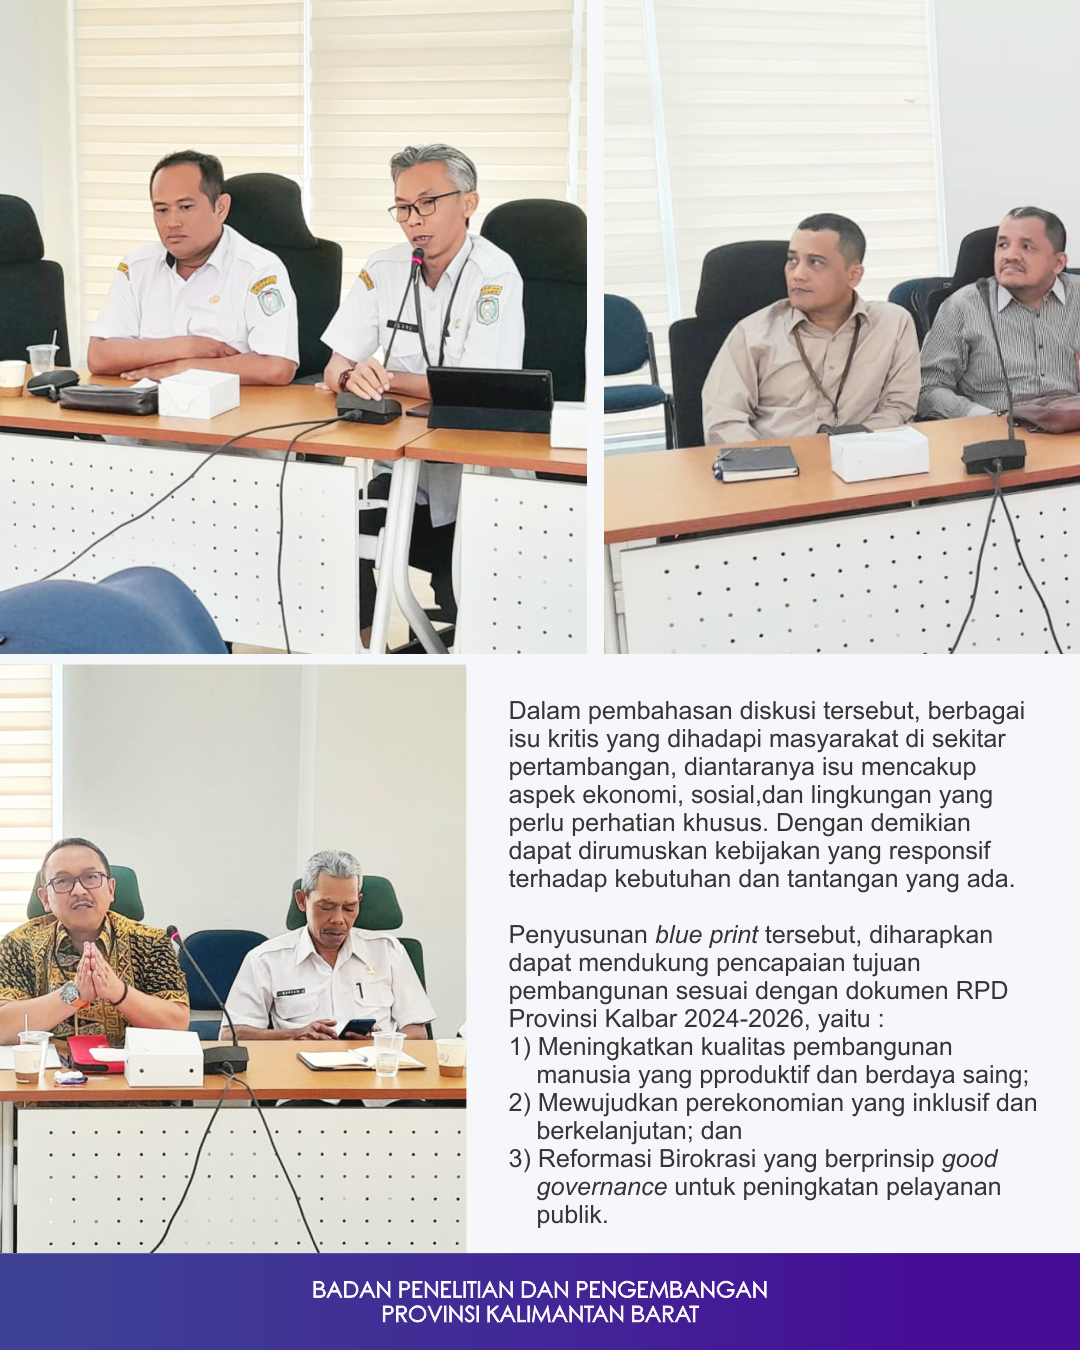 Dalam pembahasan diskusi tersebut, berbagai
isu kritis yang dihadapi masyarakat di sekitar
pertambangan, diantaranya isu mencakup
aspek ekonomi, sosial,dan lingkungan yang
perlu perhatian khusus. Dengan demikian
dapat dirumuskan kebijakan yang responsif
terhadap kebutuhan dan tantangan yang ada.
Penyusunan blue print tersebut, diharapkan
dapat mendukung pencapaian tujuan
pembangunan sesuai dengan dokumen RPD
Provinsi Kalbar 2024-2026, yaitu :
1) Meningkatkan kualitas pembangunan
manusia yang pproduktif dan berdaya saing;
2) Mewujudkan perekonomian yang inklusif dan
berkelanjutan; dan
3) Reformasi Birokrasi yang berprinsip good
governance untuk peningkatan pelayanan
publik.
BADAN PENELITIAN DAN PENGEMBANGAN
PROVINSI KALIMANTAN BARAT